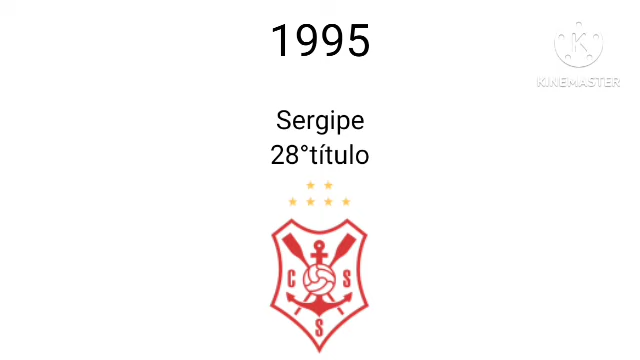 1995
K
KINEMASTER
Sergipe
28°título
C S
S